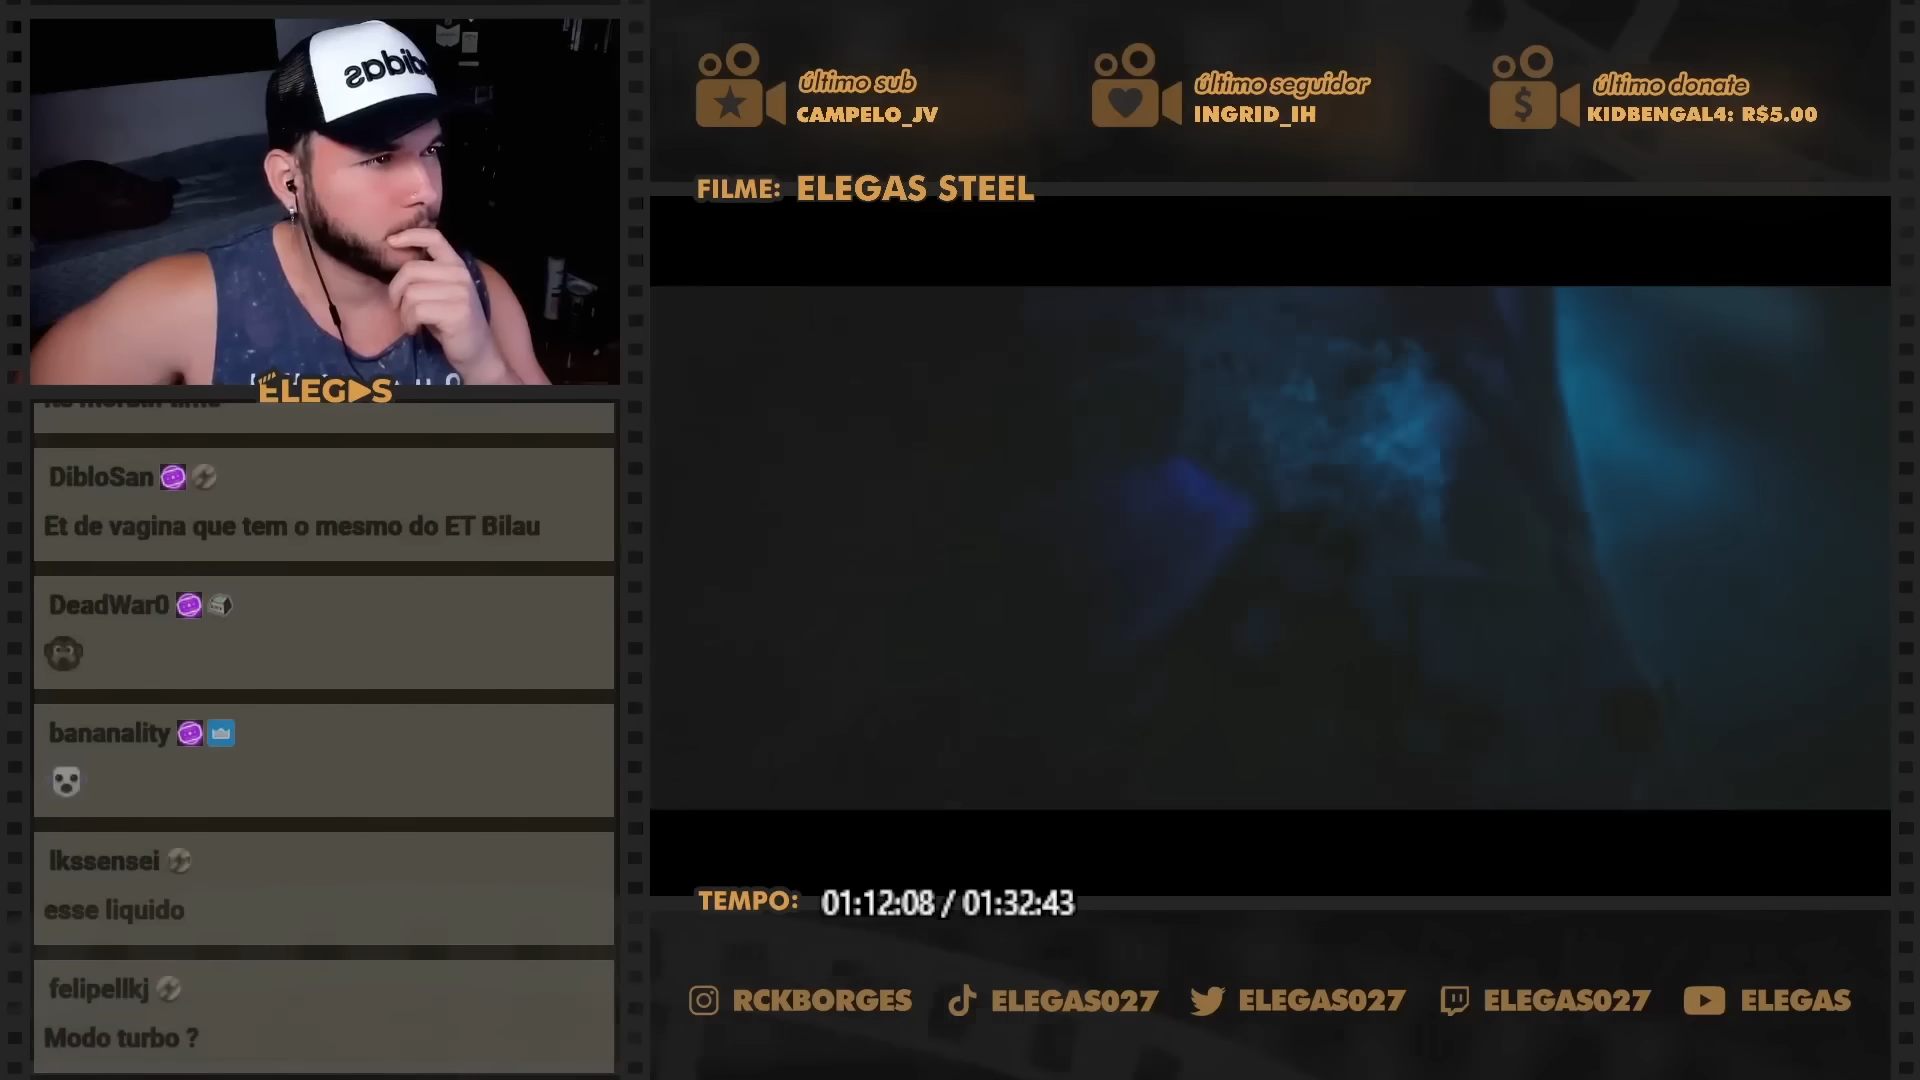 adidas
último sub
CAMPELO_JV
último seguidor
INGRID_IH
último donate
KIDBENGAL4: R$5.00
FILME: ELEGAS STEEL
ELEGAS
DibloSan
Et de vagina que tem o mesmo do ET Bilau
DeadWar0
bananality
lkssensei
esse liquido
felipellkj
Modo turbo ?
TEMPO: 01:12:08 / 01:32:43
RCKBORGES
ELEGAS027
ELEGAS027
ELEGAS027
ELEGAS